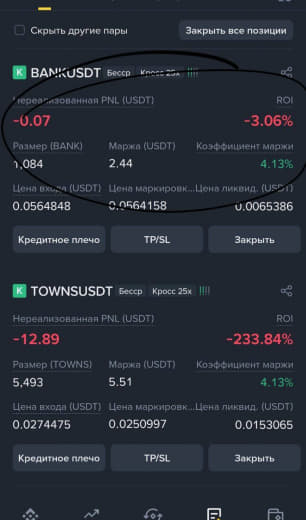 Скрыть другие пары Закрыть все позиции
K BANKUSDT Бесср Кросс 25x !!!!
Нереализованная PNL (USDT) ROI
-0.07 -3.06%
Размер (BANK) Маржа (USDT) Коэффициент маржи
1,084 2.44 4.13%
Цена входа (USDT) Цена маркировк... Цена ликвид. (USDT)
0.0564848 0.0564158 0.0065386
Кредитное плечо TP/SL Закрыть
K TOWNSUSDT Бесср Кросс 25x !!!!
Нереализованная PNL (USDT) ROI
-12.89 -233.84%
Размер (TOWNS) Маржа (USDT) Коэффициент маржи
5,493 5.51 4.13%
Цена входа (USDT) Цена маркировк... Цена ликвид. (USDT)
0.0274475 0.0250997 0.0153065
Кредитное плечо TP/SL Закрыть